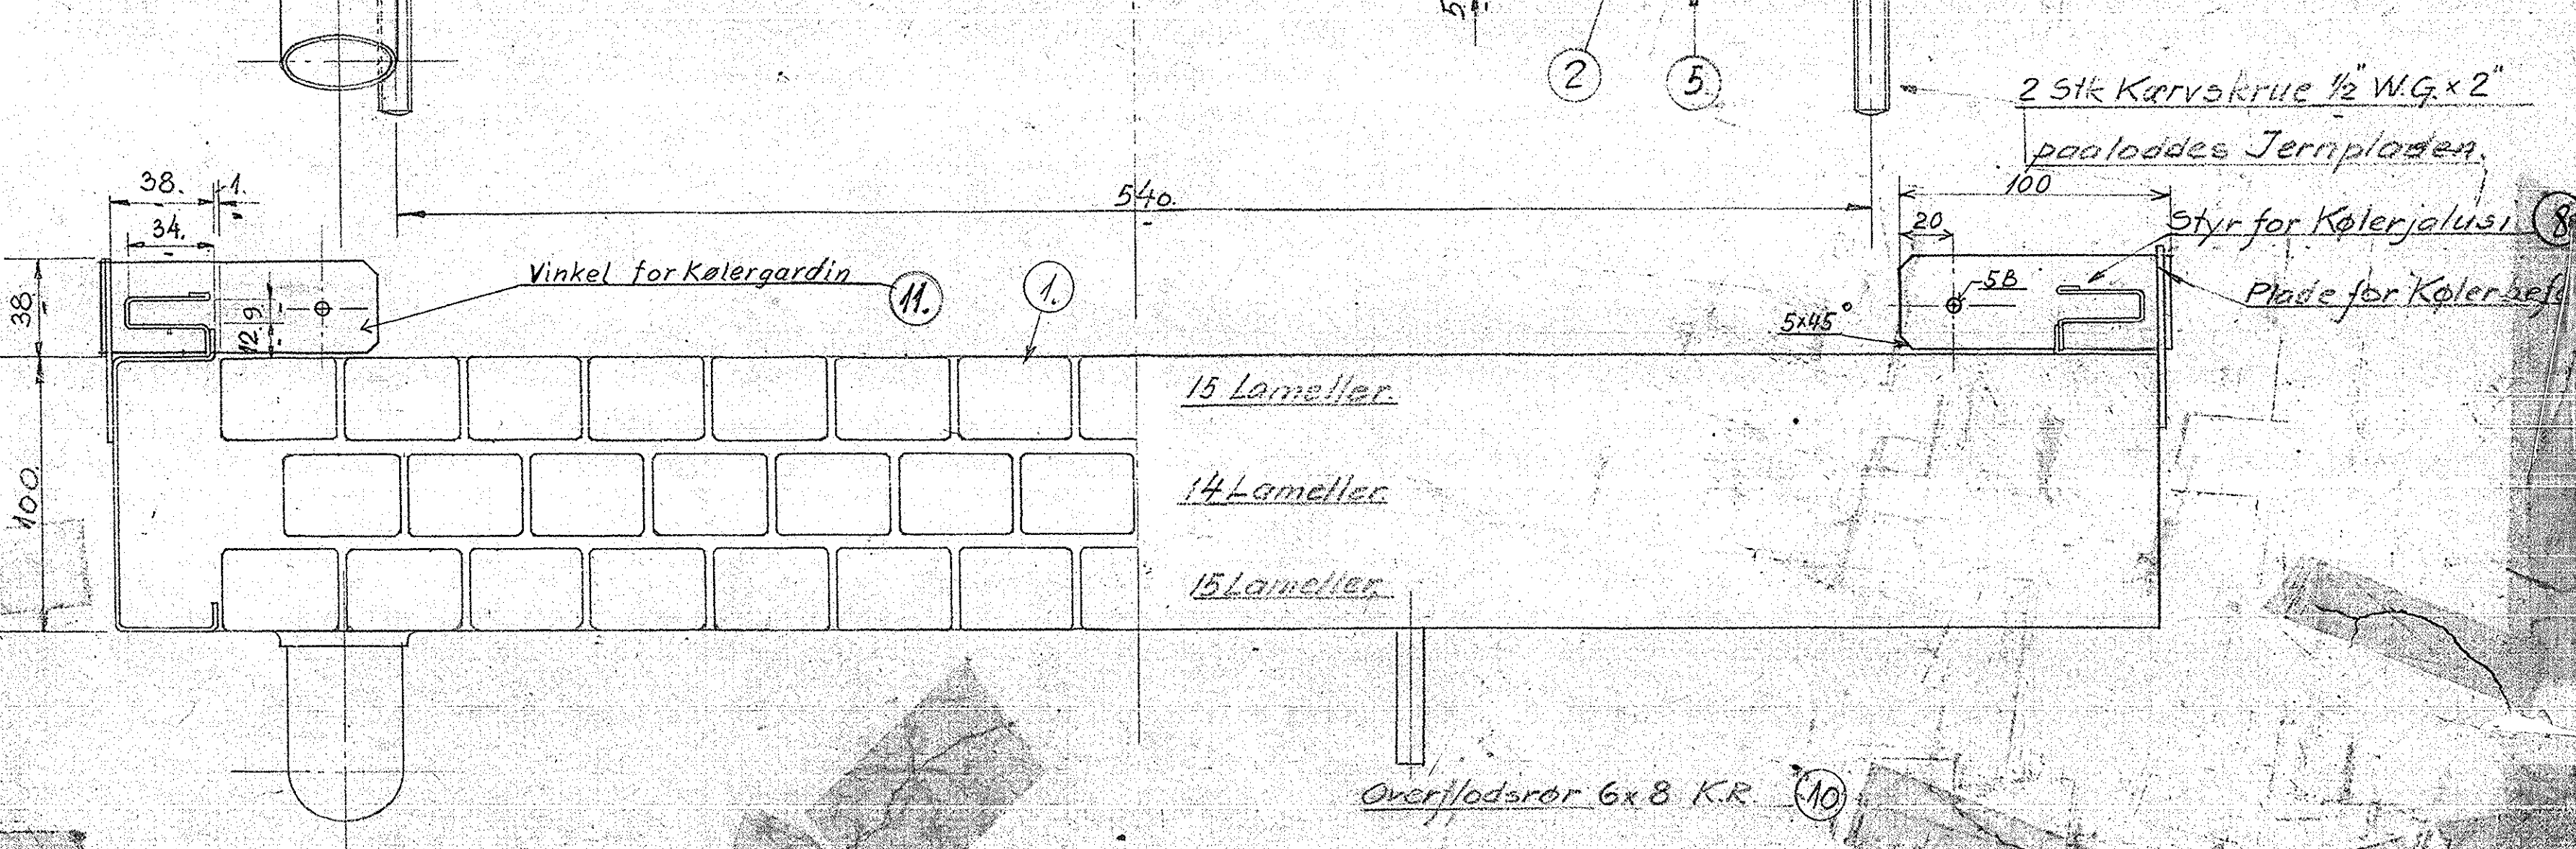 5
2
5
2 Stk Kærvskrue 1/2" W.G. x 2"
paaloddes Jernpladen.
38.
1.
34.
540.
100
20
Styr for Kølerjalusi
8
38
Vinkel for Kølergardin
11.
1.
12.
9.
5B
5x45°
Plade for
15 Lameller.
14 Lameller
15 Lameller.
100.
Overflodsrør 6x8 K.R.
10